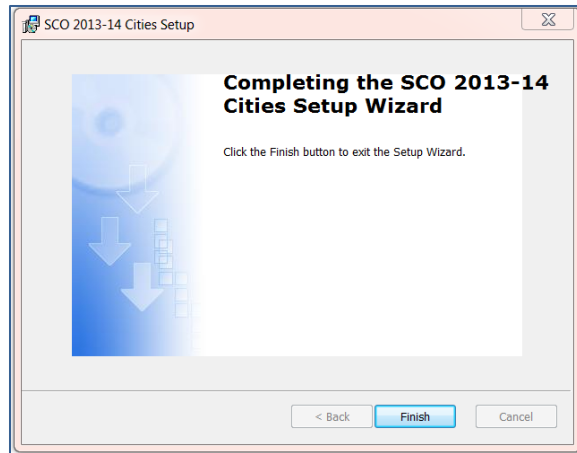 SCO 2013-14 Cities Setup
Completing the SCO 2013-14
Cities Setup Wizard
Click the Finish button to exit the Setup Wizard.
< Back
Finish
Cancel